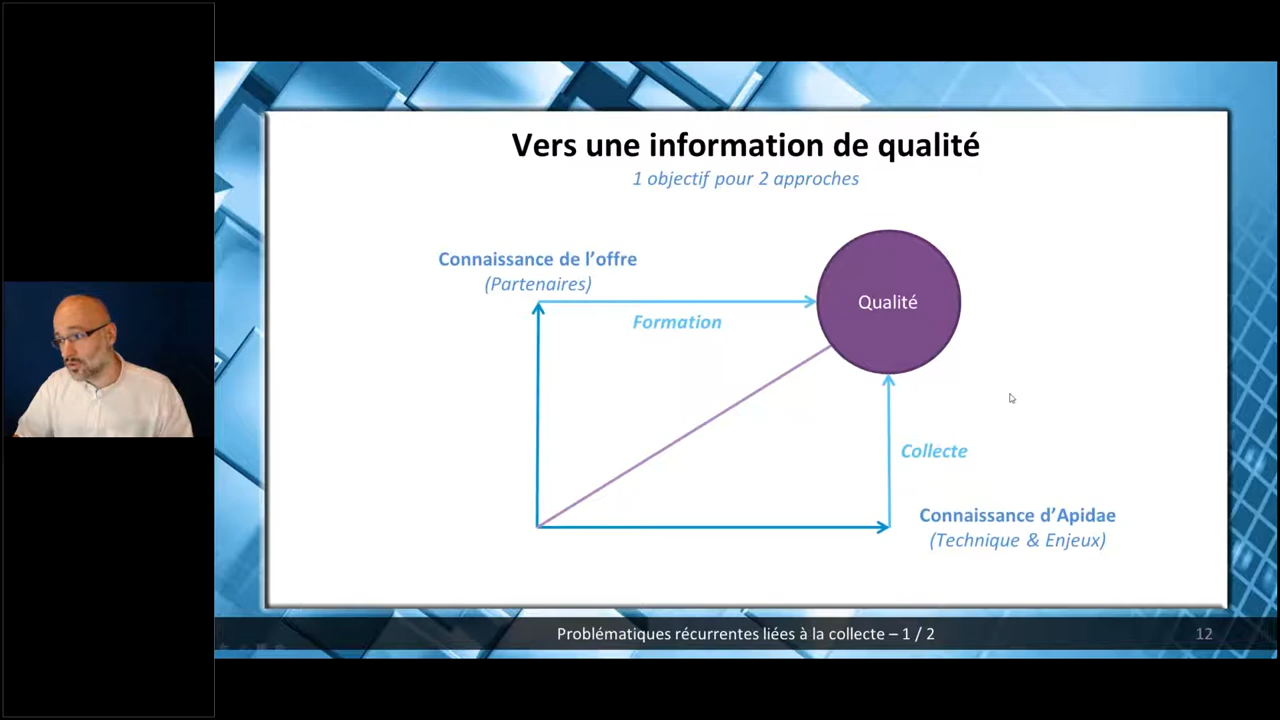 Vers une information de qualité
1 objectif pour 2 approches
Connaissance de l’offre
(Partenaires)
Qualité
Formation
Collecte
Connaissance d’Apidae
(Technique & Enjeux)
Problématiques récurrentes liées à la collecte – 1 / 2
12